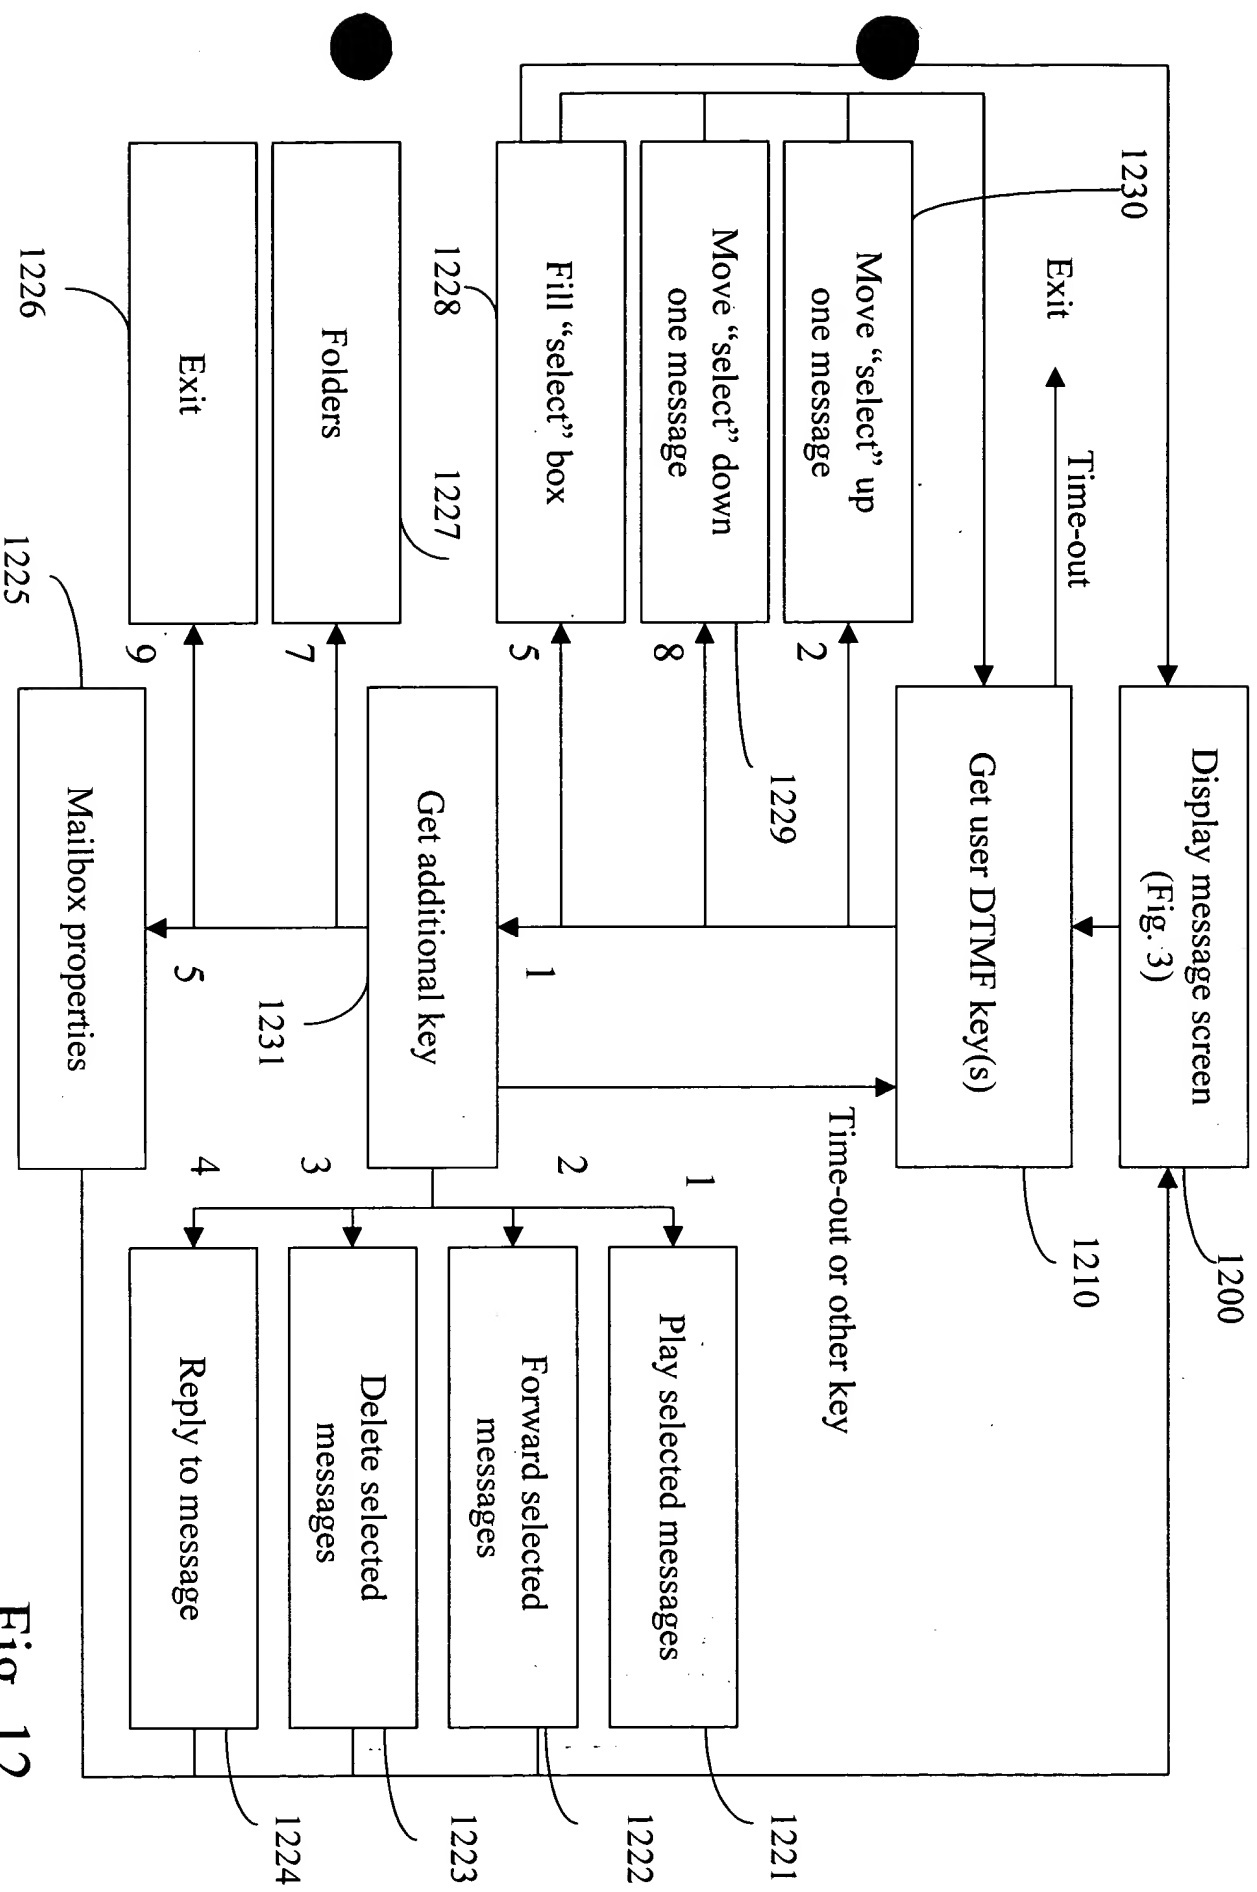 Display message screen
(Fig. 3)
1200
Get user DTMF key(s)
1210
Time-out
Exit
1230
Move “select” up
one message
2
Time-out or other key
Move “select” down
one message
8
1229
Fill “select” box
5
1228
1
Get additional key
1231
1
Play selected messages
1221
2
Forward selected
messages
1222
3
Delete selected
messages
1223
4
Reply to message
1224
1227
Folders
7
Exit
9
1226
5
Mailbox properties
1225
Fig. 12